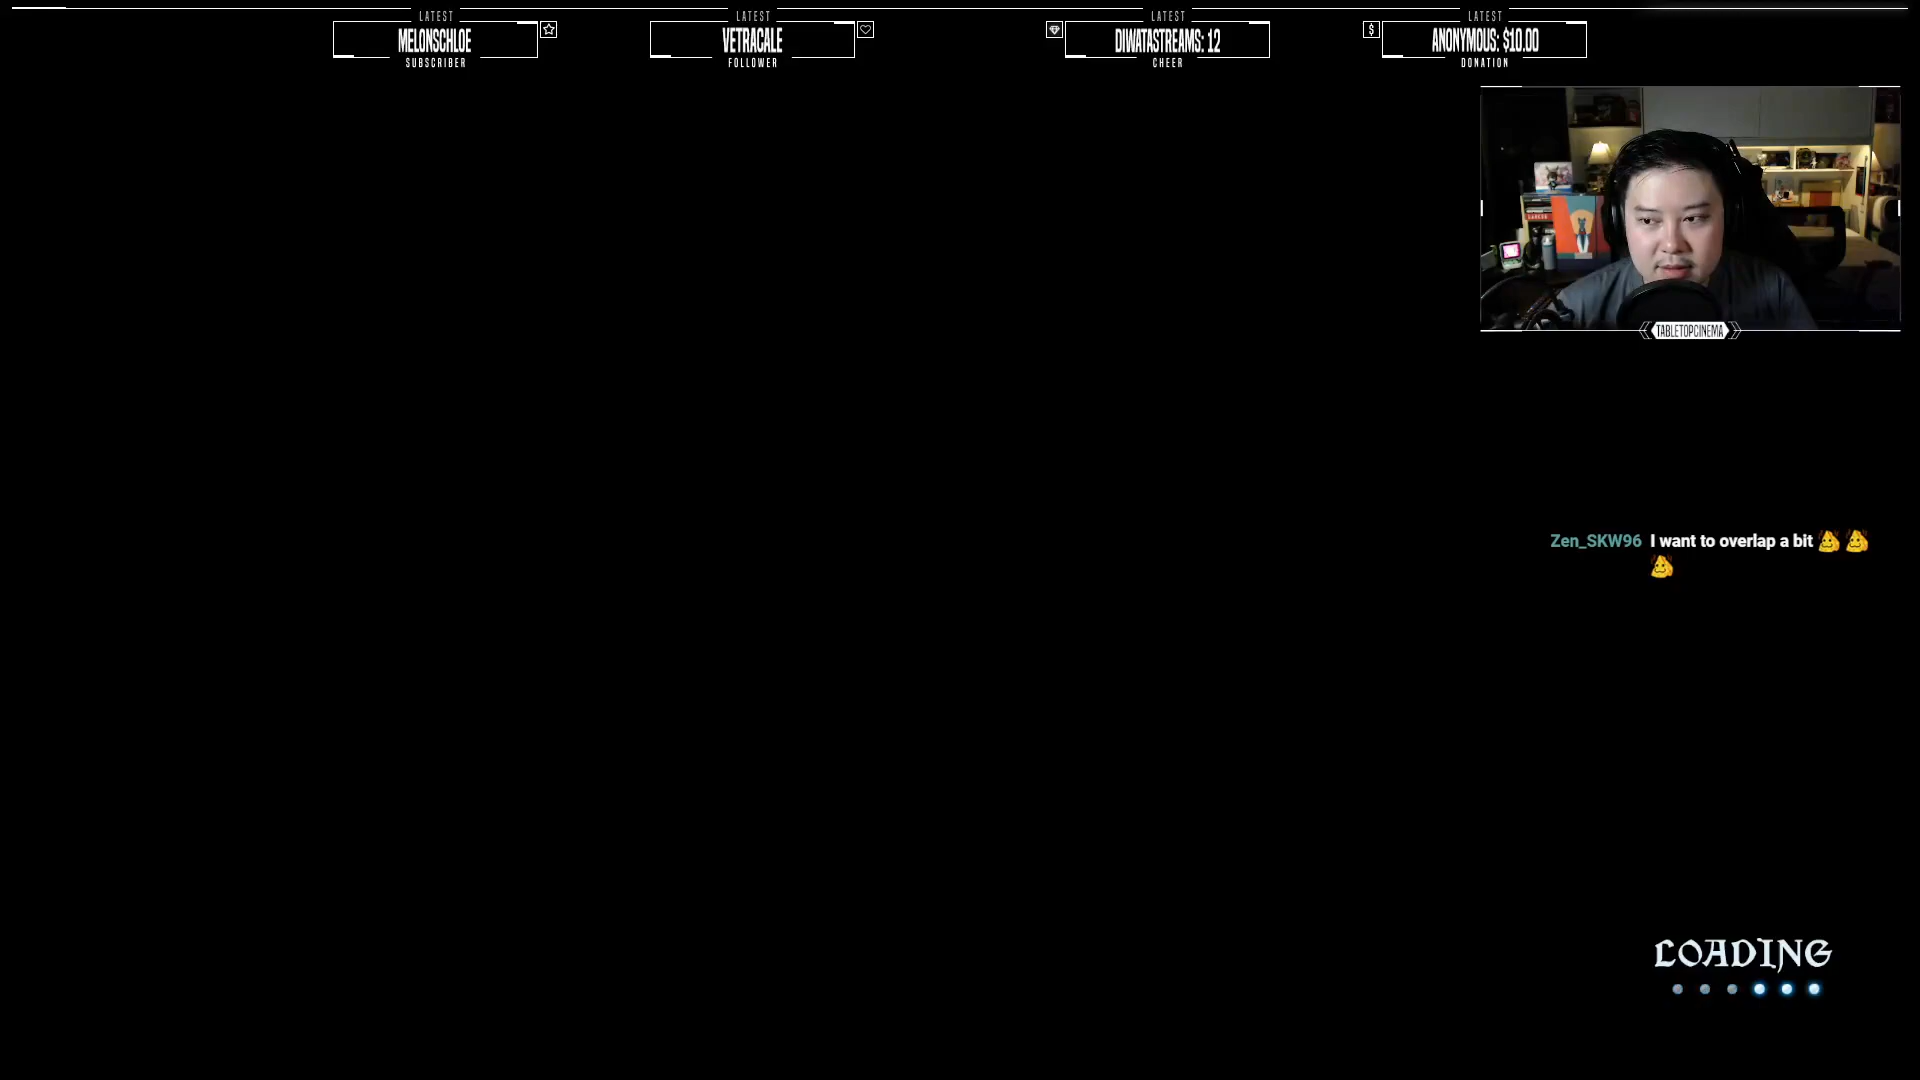 LATEST
MELONSCHLOE
SUBSCRIBER
LATEST
VETRACALE
FOLLOWER
LATEST
DIWATASTREAMS: 12
CHEER
LATEST
ANONYMOUS: $10.00
DONATION
TABLETOPCINEMA
Zen_SKW96 I want to overlap a bit
LOADING